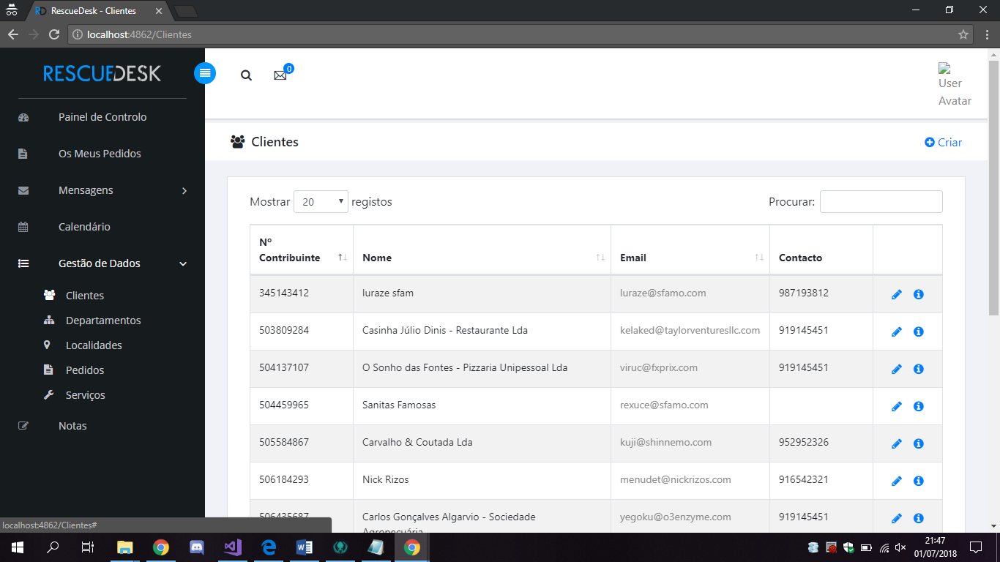 RescueDesk - Clientes
localhost:4862/Clientes
RESCUEDESK
0
User
Avatar
Painel de Controlo
Os Meus Pedidos
Mensagens
Calendário
Gestão de Dados
Clientes
Departamentos
Localidades
Pedidos
Serviços
Notas
Clientes
Criar
Mostrar 20 registos
Procurar:
Nº
Contribuinte Nome Email Contacto
345143412 luraze sfam luraze@sfamo.com 987193812
503809284 Casinha Júlio Dinis - Restaurante Lda kelaked@taylorventuresllc.com 919145451
504137107 O Sonho das Fontes - Pizzaria Unipessoal Lda viruc@fxprix.com 919145451
504459965 Sanitas Famosas rexuce@sfamo.com
505584867 Carvalho & Coutada Lda kuji@shinnemo.com 952952326
506184293 Nick Rizos menudet@nickrizos.com 916542321
506435687 Carlos Gonçalves Algarvio - Sociedade yegoku@o3enzyme.com 919145451
Agropecuária
localhost:4862/Clientes#
21:47
01/07/2018